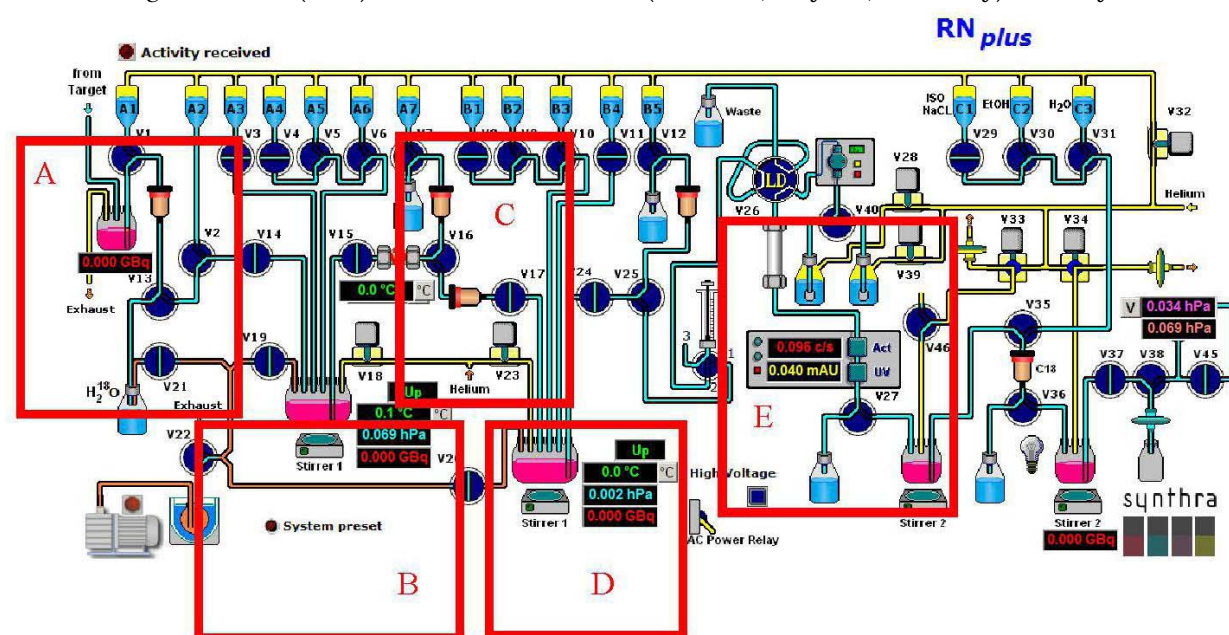 RN plus
Activity received
from Target
A1 A2 A3 A4 A5 A6 A7 B1 B2 B3 B4 B5
Waste
ISO NaCL C1 EtOH C2 H2O C3
V32
V1 V3 V4 V5 V6 V10 V11 V12
V29 V30 V31
A
C
LD
V28
V26
V40
V33 V34
Helium
0.000 GBq
V2 V14 V15 V16
V39
V13
0.0 °C °C
V17 V24 V25
Exhaust
V35
V 0.034 hPa
0.069 hPa
V46
3
1
2
-0.096 c/s Act
0.040 mAU UV
V19
V21
V18
Helium
V23
C18
V37 V38 V45
H2 18O
Exhaust
Up
0.1 °C °C
0.069 hPa
0.000 GBq
E
V27
V36
V22
Stirrer 1
Up
0.0 °C °C
0.002 hPa
0.000 GBq
High Voltage
System preset
Stirrer 1
AC Power Relay
Stirrer 2
Stirrer 2
0.000 GBq
synthra
B
D